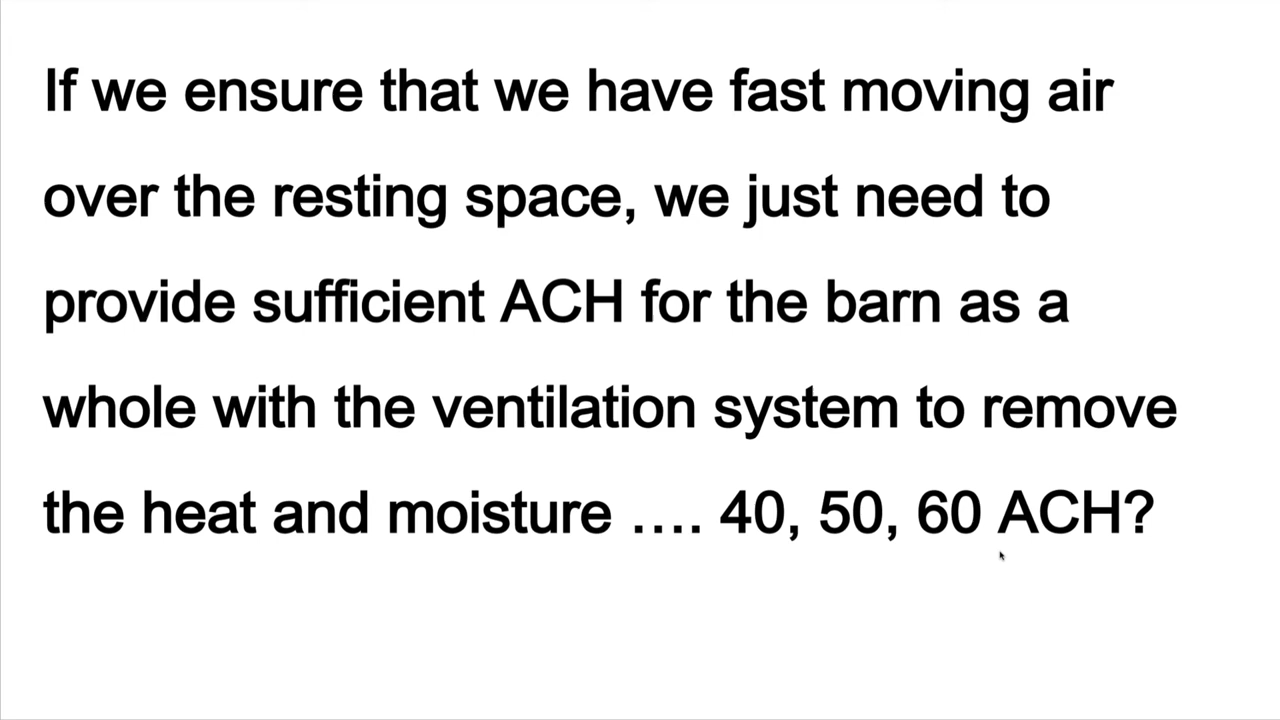 If we ensure that we have fast moving air
over the resting space, we just need to
provide sufficient ACH for the barn as a
whole with the ventilation system to remove
the heat and moisture .... 40, 50, 60 ACH?